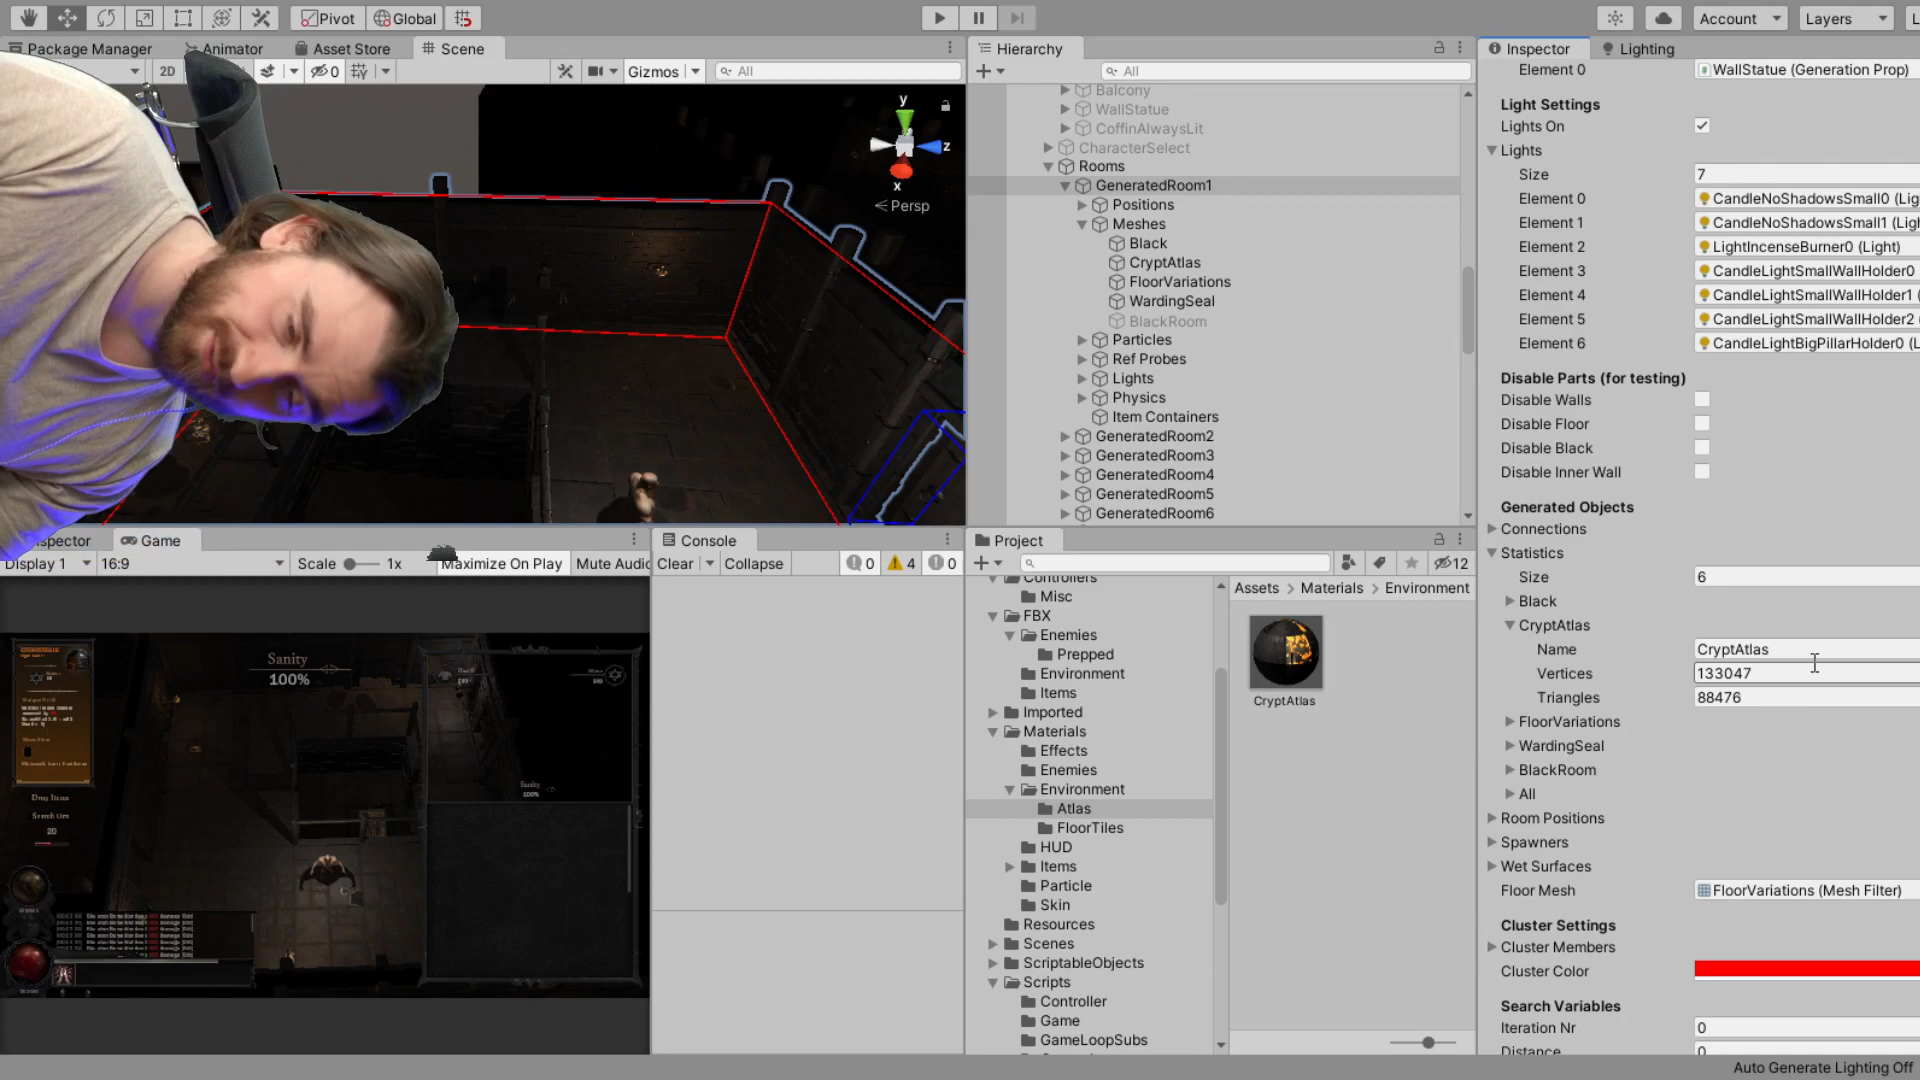 Pivot
Global
Account
Layers
Package Manager
Animator
Asset Store
Scene
2D
0
Gizmos
All
y
z
x
Persp
Hierarchy
All
Balcony
WallStatue
CoffinAlwaysLit
CharacterSelect
Rooms
GeneratedRoom1
Positions
Meshes
Black
CryptAtlas
FloorVariations
WardingSeal
BlackRoom
Particles
Ref Probes
Lights
Physics
Item Containers
GeneratedRoom2
GeneratedRoom3
GeneratedRoom4
GeneratedRoom5
GeneratedRoom6
Inspector
Lighting
Element 0 WallStatue (Generation Prop)
Light Settings
Lights On
Lights
Size 7
Element 0 CandleNoShadowsSmall0 (Lig
Element 1 CandleNoShadowsSmall1 (Ligh
Element 2 LightIncenseBurner0 (Light)
Element 3 CandleLightSmallWallHolder0
Element 4 CandleLightSmallWallHolder1 (
Element 5 CandleLightSmallWallHolder2
Element 6 CandleLightBigPillarHolder0 (L
Disable Parts (for testing)
Disable Walls
Disable Floor
Disable Black
Disable Inner Wall
Generated Objects
Connections
Statistics
Size 6
Black
CryptAtlas
Name CryptAtlas
Vertices 133047
Triangles 88476
FloorVariations
WardingSeal
BlackRoom
All
Room Positions
Spawners
Wet Surfaces
Floor Mesh FloorVariations (Mesh Filter)
Cluster Settings
Cluster Members
Cluster Color
Search Variables
Iteration Nr 0
Distance 0
Auto Generate Lighting Off
spector
Game
Display 1
16:9
Scale 1x
Maximize On Play
Mute Audio
Sanity
100%
Sanity
100%
Drop Items
20
Console
Clear
Collapse
0
4
0
Project
12
Controllers
Misc
FBX
Enemies
Prepped
Environment
Items
Imported
Materials
Effects
Enemies
Environment
Atlas
FloorTiles
HUD
Items
Particle
Skin
Resources
Scenes
ScriptableObjects
Scripts
Controller
Game
GameLoopSubs
Assets > Materials > Environment
CryptAtlas